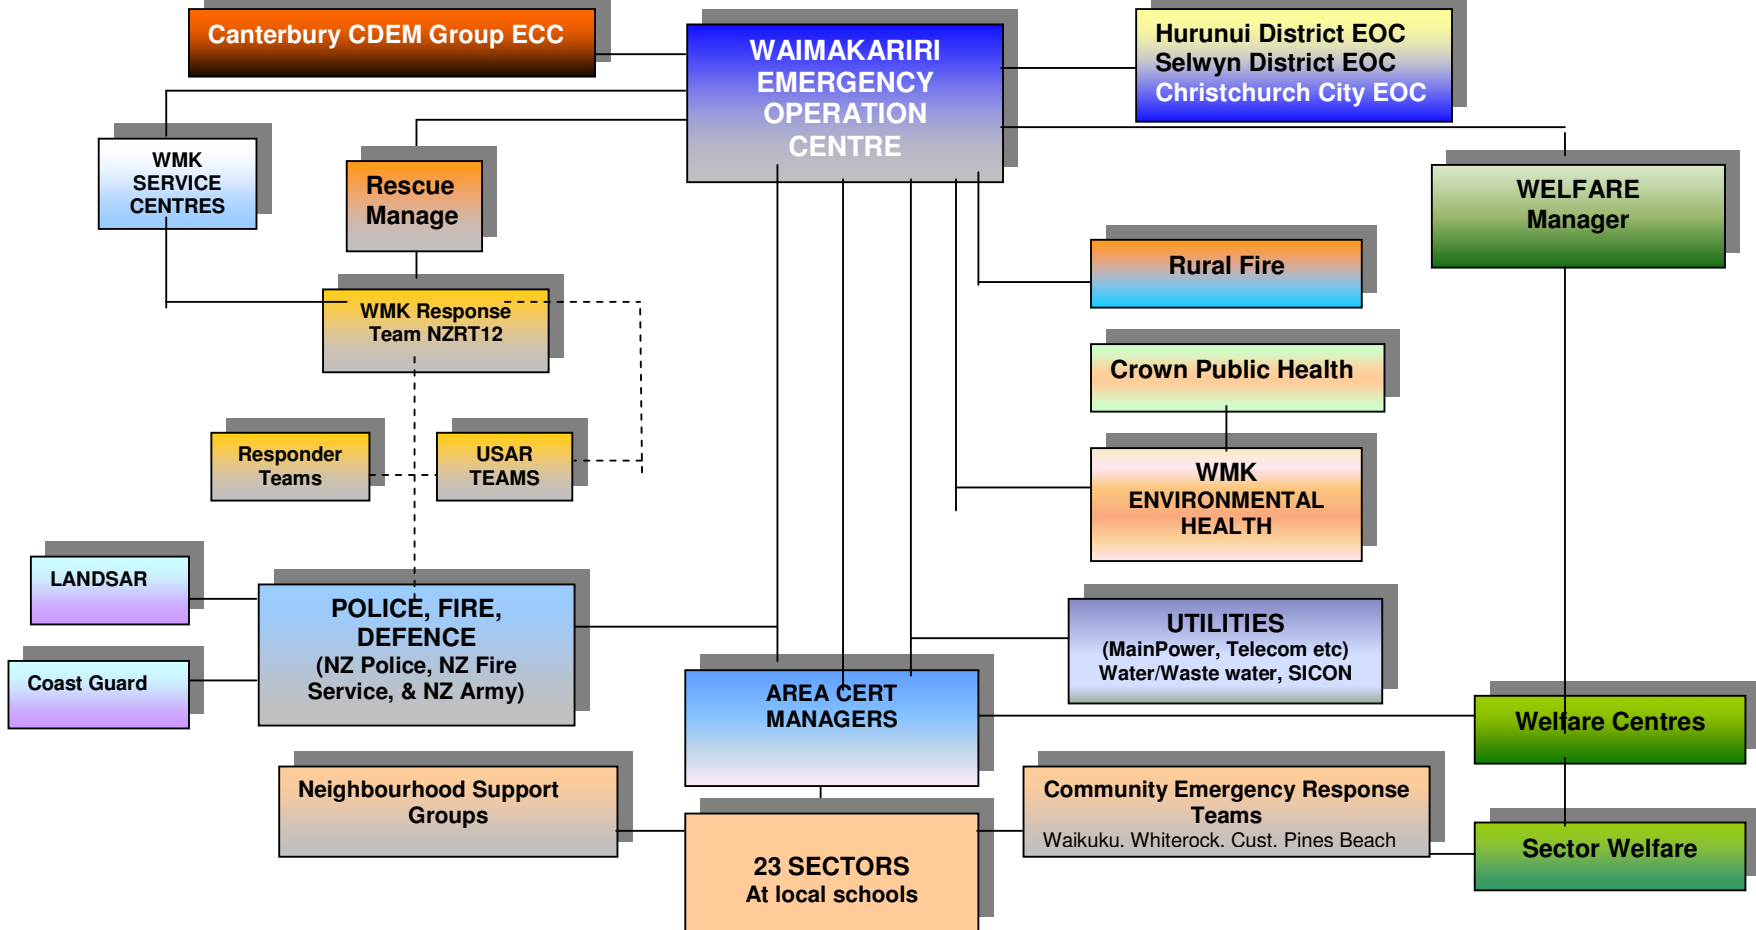 Canterbury CDEM Group ECC
WAIMAKARIRI
EMERGENCY
OPERATION
CENTRE
Hurunui District EOC
Selwyn District EOC
Christchurch City EOC
WMK
SERVICE
CENTRES
Rescue
Manage
WELFARE
Manager
Rural Fire
WMK Response
Team NZRT12
Crown Public Health
Responder
Teams
USAR
TEAMS
WMK
ENVIRONMENTAL
HEALTH
LANDSAR
POLICE, FIRE,
DEFENCE
(NZ Police, NZ Fire
Service, & NZ Army)
Coast Guard
UTILITIES
(MainPower, Telecom etc)
Water/Waste water, SICON
AREA CERT
MANAGERS
Welfare Centres
Neighbourhood Support
Groups
Community Emergency Response
Teams
Waikuku. Whiterock. Cust. Pines Beach
23 SECTORS
At local schools
Sector Welfare